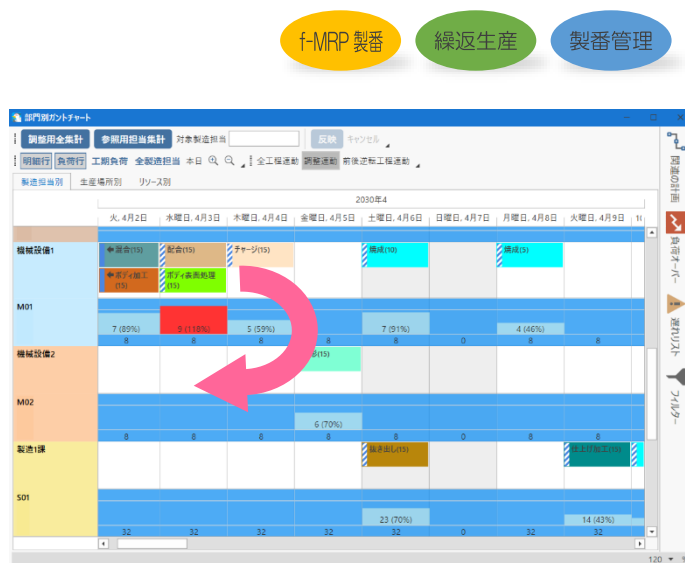 f-MRP 製番 繰返生産 製番管理
部門別ガントチャート
調整用全集計 参照用担当集計 対象製造担当 反映 キャンセル
明細行 負荷行 工期負荷 全製造担当 本日 全工程連動 調整連動 前後逆転工程連動
製造担当別 生産場所別 リソース別
2030年4
火, 4月2日 水曜日, 4月3日 木曜日, 4月4日 金曜日, 4月5日 土曜日, 4月6日 日曜日, 4月7日 月曜日, 4月8日 火曜日, 4月9日 1(
機械設備1 混合(15) 配合(15) チャージ(15) 焼成(10) 焼成(5)
ボディ加工(15) ボディ表面処理(15)
M01
7 (89%) 9 (118%) 5 (59%) 7 (91%) 4 (46%)
8 8 8 8 8 0 8 8
機械設備2 (15)
M02
6 (70%)
8 8 8 8 8 0 8 8
製造1課 抜き出し(15) 仕上げ加工(15)
S01
23 (70%) 14 (43%)
32 32 32 32 32 0 32 32
120
関連の計画
負荷オーバー
遅れリスト
フィルター